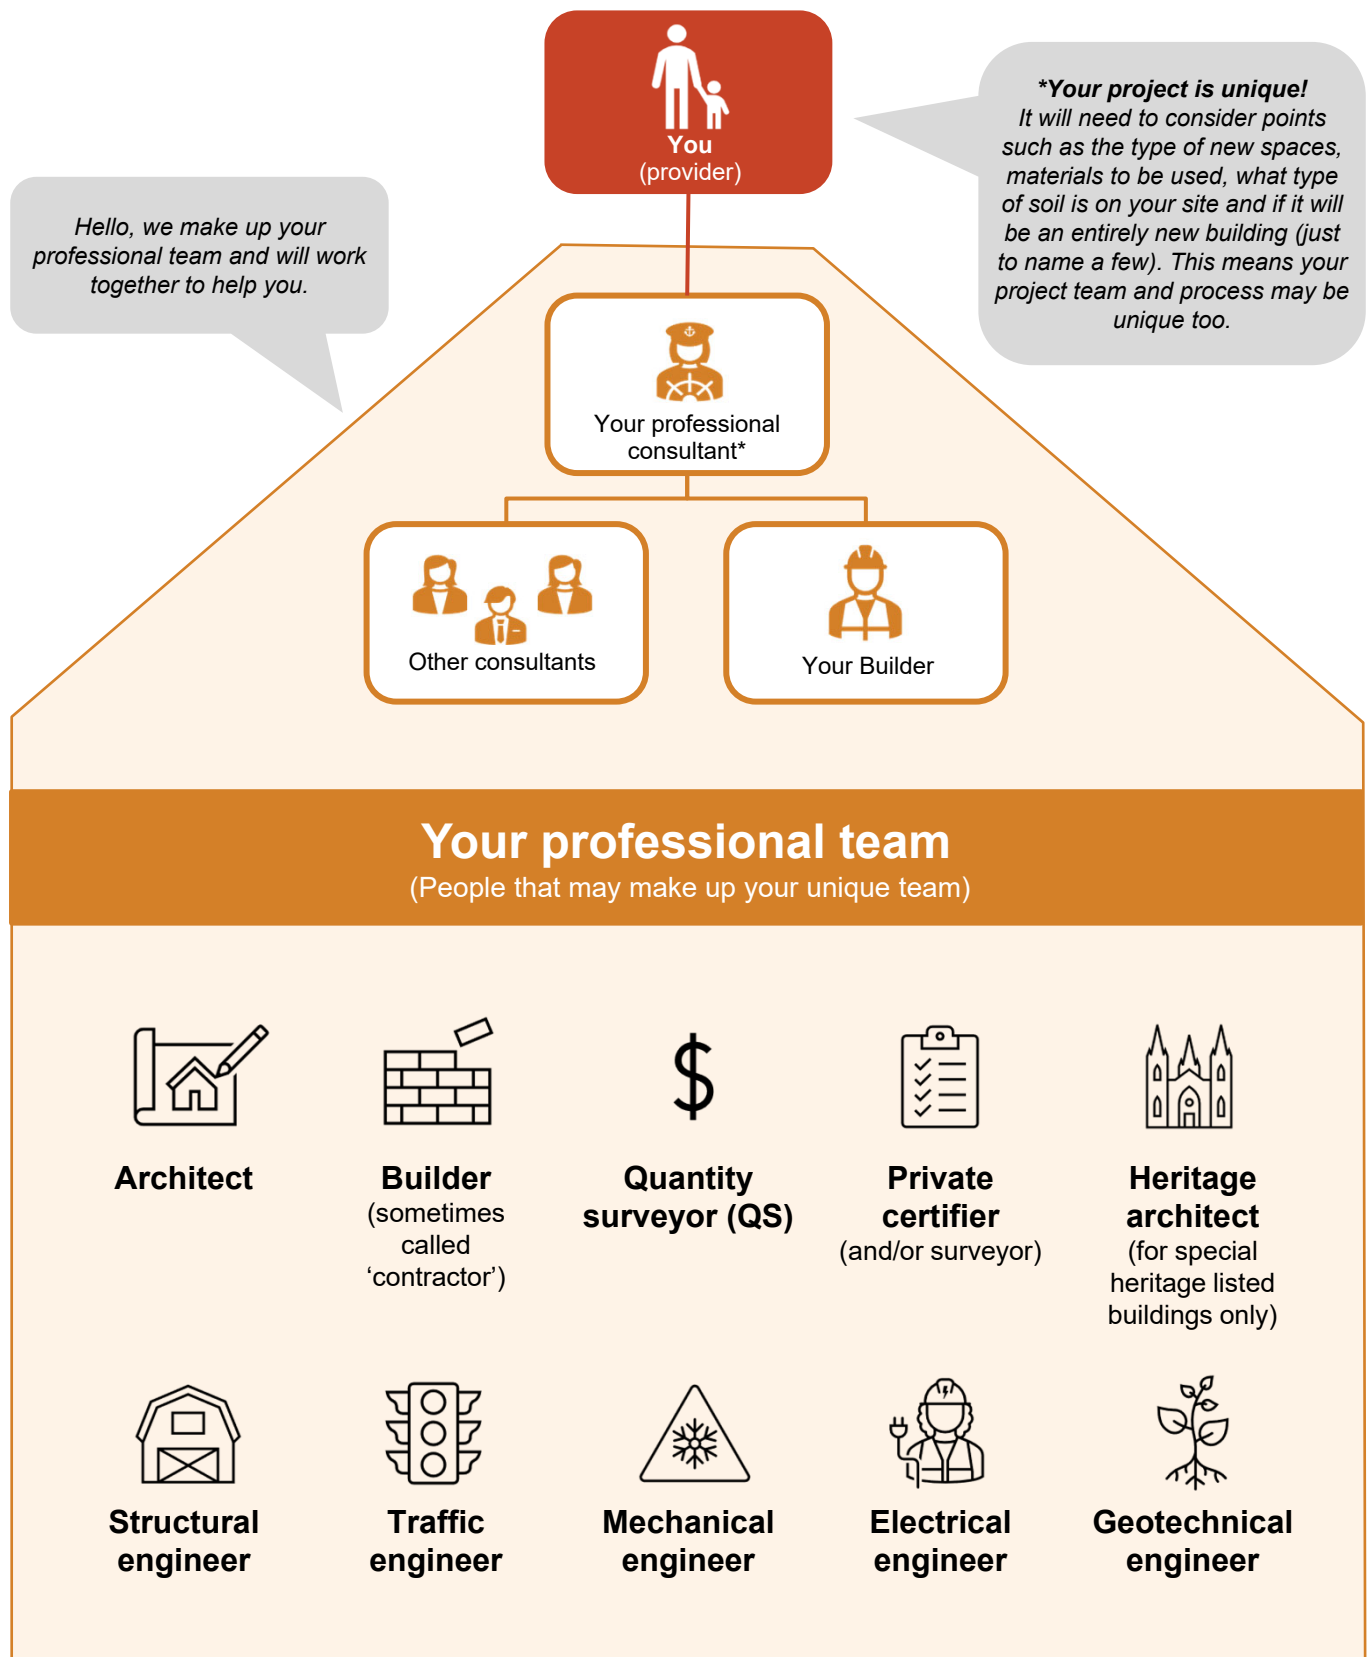 You
(provider)
*Your project is unique!
It will need to consider points
such as the type of new spaces,
materials to be used, what type
of soil is on your site and if it will
be an entirely new building (just
to name a few). This means your
project team and process may be
unique too.
Hello, we make up your
professional team and will work
together to help you.
Your professional
consultant*
Other consultants
Your Builder
Your professional team
(People that may make up your unique team)
Architect
Builder
(sometimes
called
‘contractor’)
Quantity
surveyor (QS)
Private
certifier
(and/or surveyor)
Heritage
architect
(for special
heritage listed
buildings only)
Structural
engineer
Traffic
engineer
Mechanical
engineer
Electrical
engineer
Geotechnical
engineer